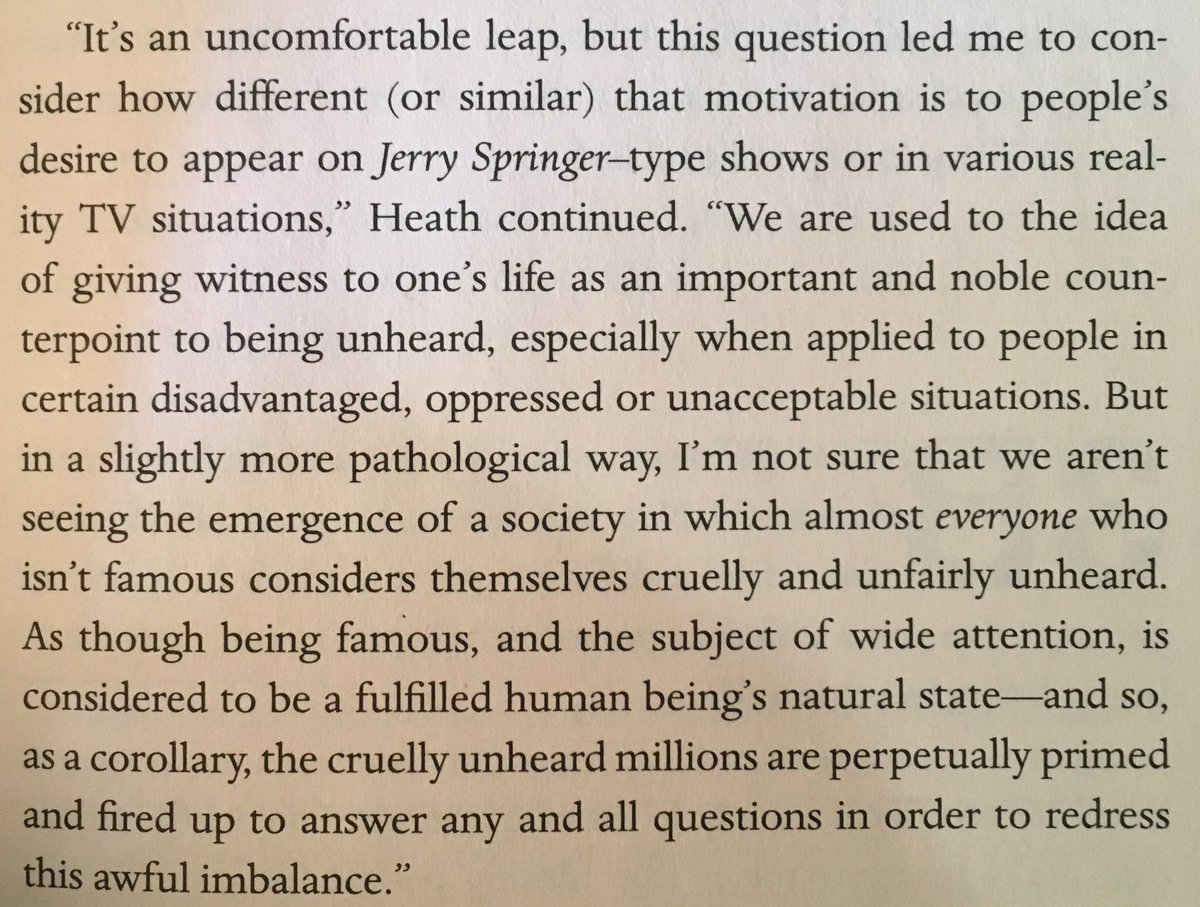 “It’s an uncomfortable leap, but this question led me to con-
sider how different (or similar) that motivation is to people’s
desire to appear on Jerry Springer–type shows or in various real-
ity TV situations,” Heath continued. “We are used to the idea
of giving witness to one’s life as an important and noble coun-
terpoint to being unheard, especially when applied to people in
certain disadvantaged, oppressed or unacceptable situations. But
in a slightly more pathological way, I’m not sure that we aren’t
seeing the emergence of a society in which almost everyone who
isn’t famous considers themselves cruelly and unfairly unheard.
As though being famous, and the subject of wide attention, is
considered to be a fulfilled human being’s natural state—and so,
as a corollary, the cruelly unheard millions are perpetually primed
and fired up to answer any and all questions in order to redress
this awful imbalance.”